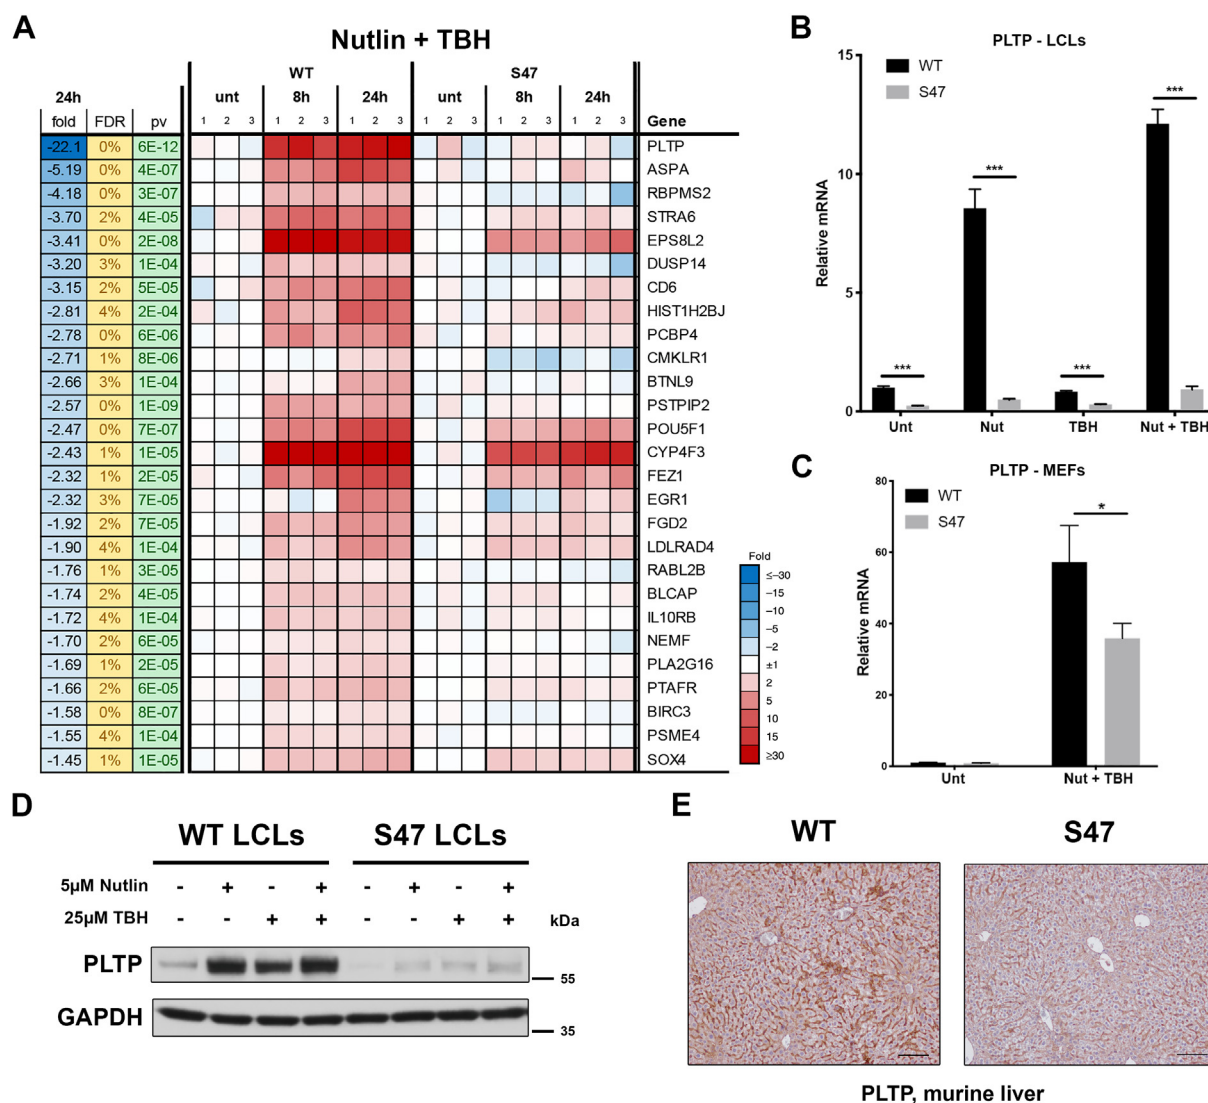 A
Nutlin + TBH
WT S47
24h unt 8h 24h unt 8h 24h
fold FDR pv 1 2 3 1 2 3 1 2 3 1 2 3 1 2 3 1 2 3 Gene
-22.1 0% 6E-12 PLTP
-5.19 0% 4E-07 ASPA
-4.18 0% 3E-07 RBPMS2
-3.70 2% 4E-05 STRA6
-3.41 0% 2E-08 EPS8L2
-3.20 3% 1E-04 DUSP14
-3.15 2% 5E-05 CD6
-2.81 4% 2E-04 HIST1H2BJ
-2.78 0% 6E-06 PCBP4
-2.71 1% 8E-06 CMKLR1
-2.66 3% 1E-04 BTNL9
-2.57 0% 1E-09 PSTPIP2
-2.47 0% 7E-07 POU5F1
-2.43 1% 1E-05 CYP4F3
-2.32 1% 2E-05 FEZ1
-2.32 3% 7E-05 EGR1
-1.92 2% 7E-05 FGD2
-1.90 4% 1E-04 LDLRAD4
-1.76 1% 3E-05 RABL2B
-1.74 2% 4E-05 BLCAP
-1.72 4% 1E-04 IL10RB
-1.70 2% 6E-05 NEMF
-1.69 1% 2E-05 PLA2G16
-1.66 2% 6E-05 PTAFR
-1.58 0% 8E-07 BIRC3
-1.55 4% 1E-04 PSME4
-1.45 1% 1E-05 SOX4
Fold
≤–30
-15
-10
-5
-2
±1
2
5
10
15
≥30
B
PLTP - LCLs
WT
S47
Relative mRNA
15
10
5
0
***
***
***
***
Unt Nut TBH Nut + TBH
C
PLTP - MEFs
WT
S47
Relative mRNA
80
60
40
20
0
*
Unt Nut + TBH
D
WT LCLs S47 LCLs
5µM Nutlin - + - + - + - +
25µM TBH - - + + - - + + kDa
PLTP 55
GAPDH 35
E
WT S47
PLTP, murine liver